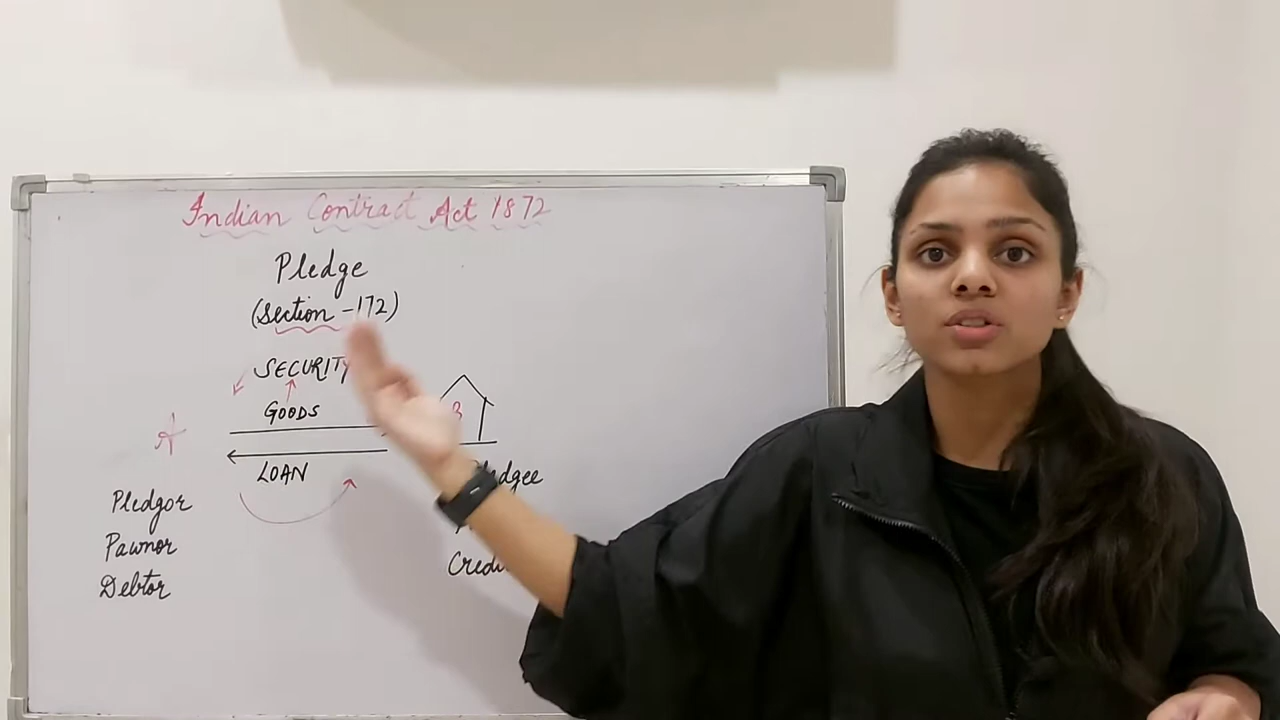 Indian Contract Act 1872
Pledge
(Section - 172)
SECURITY
GOODS
A
B
LOAN
Pledgor
Pawnor
Debtor